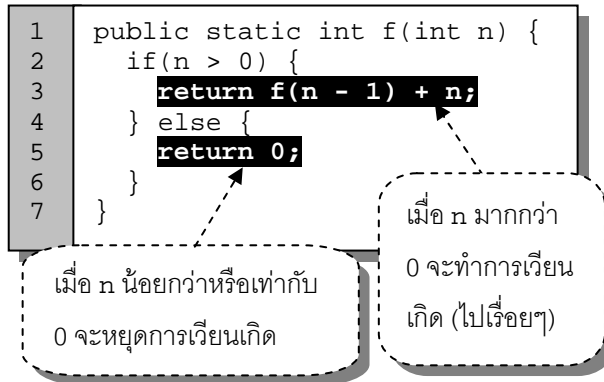 1 public static int f(int n) {
2 if(n > 0) {
3 return f(n - 1) + n;
4 } else {
5 return 0;
6 }
7 }
เมื่อ n มากกว่า
0 จะทำการเวียน
เกิด (ไปเรื่อยๆ)
เมื่อ n น้อยกว่าหรือเท่ากับ
0 จะหยุดการเวียนเกิด